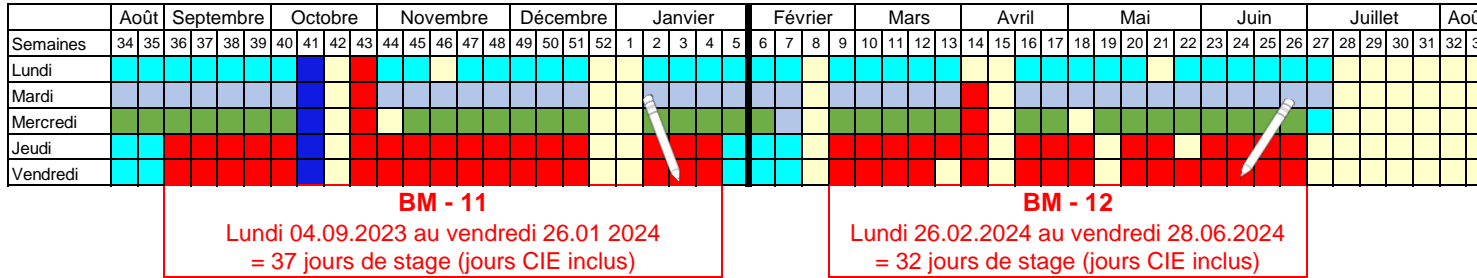 Août Septembre Octobre Novembre Décembre Janvier Février Mars Avril Mai Juin Juillet
Semaines 34 35 36 37 38 39 40 41 42 43 44 45 46 47 48 49 50 51 52 1 2 3 4 5 6 7 8 9 10 11 12 13 14 15 16 17 18 19 20 21 22 23 24 25 26 27 28 29 30 31 32
Lundi
Mardi
Mercredi
Jeudi
Vendredi
BM - 11
Lundi 04.09.2023 au vendredi 26.01 2024
= 37 jours de stage (jours CIE inclus)
BM - 12
Lundi 26.02.2024 au vendredi 28.06.2024
= 32 jours de stage (jours CIE inclus)